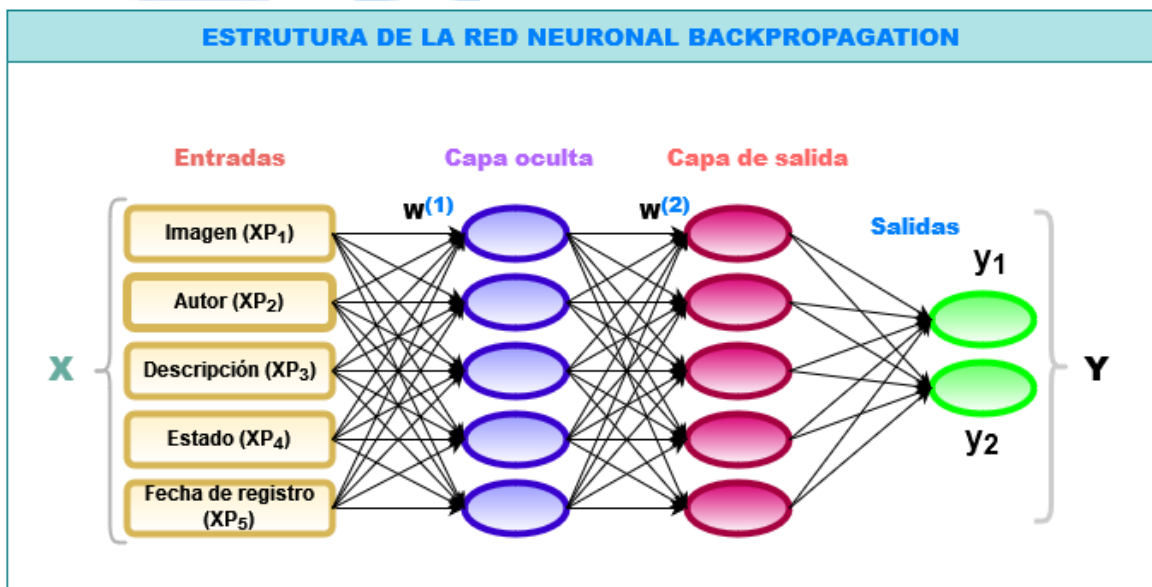 ESTRUTURA DE LA RED NEURONAL BACKPROPAGATION
Entradas
Capa oculta
Capa de salida
Salidas
w(1)
w(2)
X
Imagen (XP1)
Autor (XP2)
Descripción (XP3)
Estado (XP4)
Fecha de registro
(XP5)
y1
y2
Y